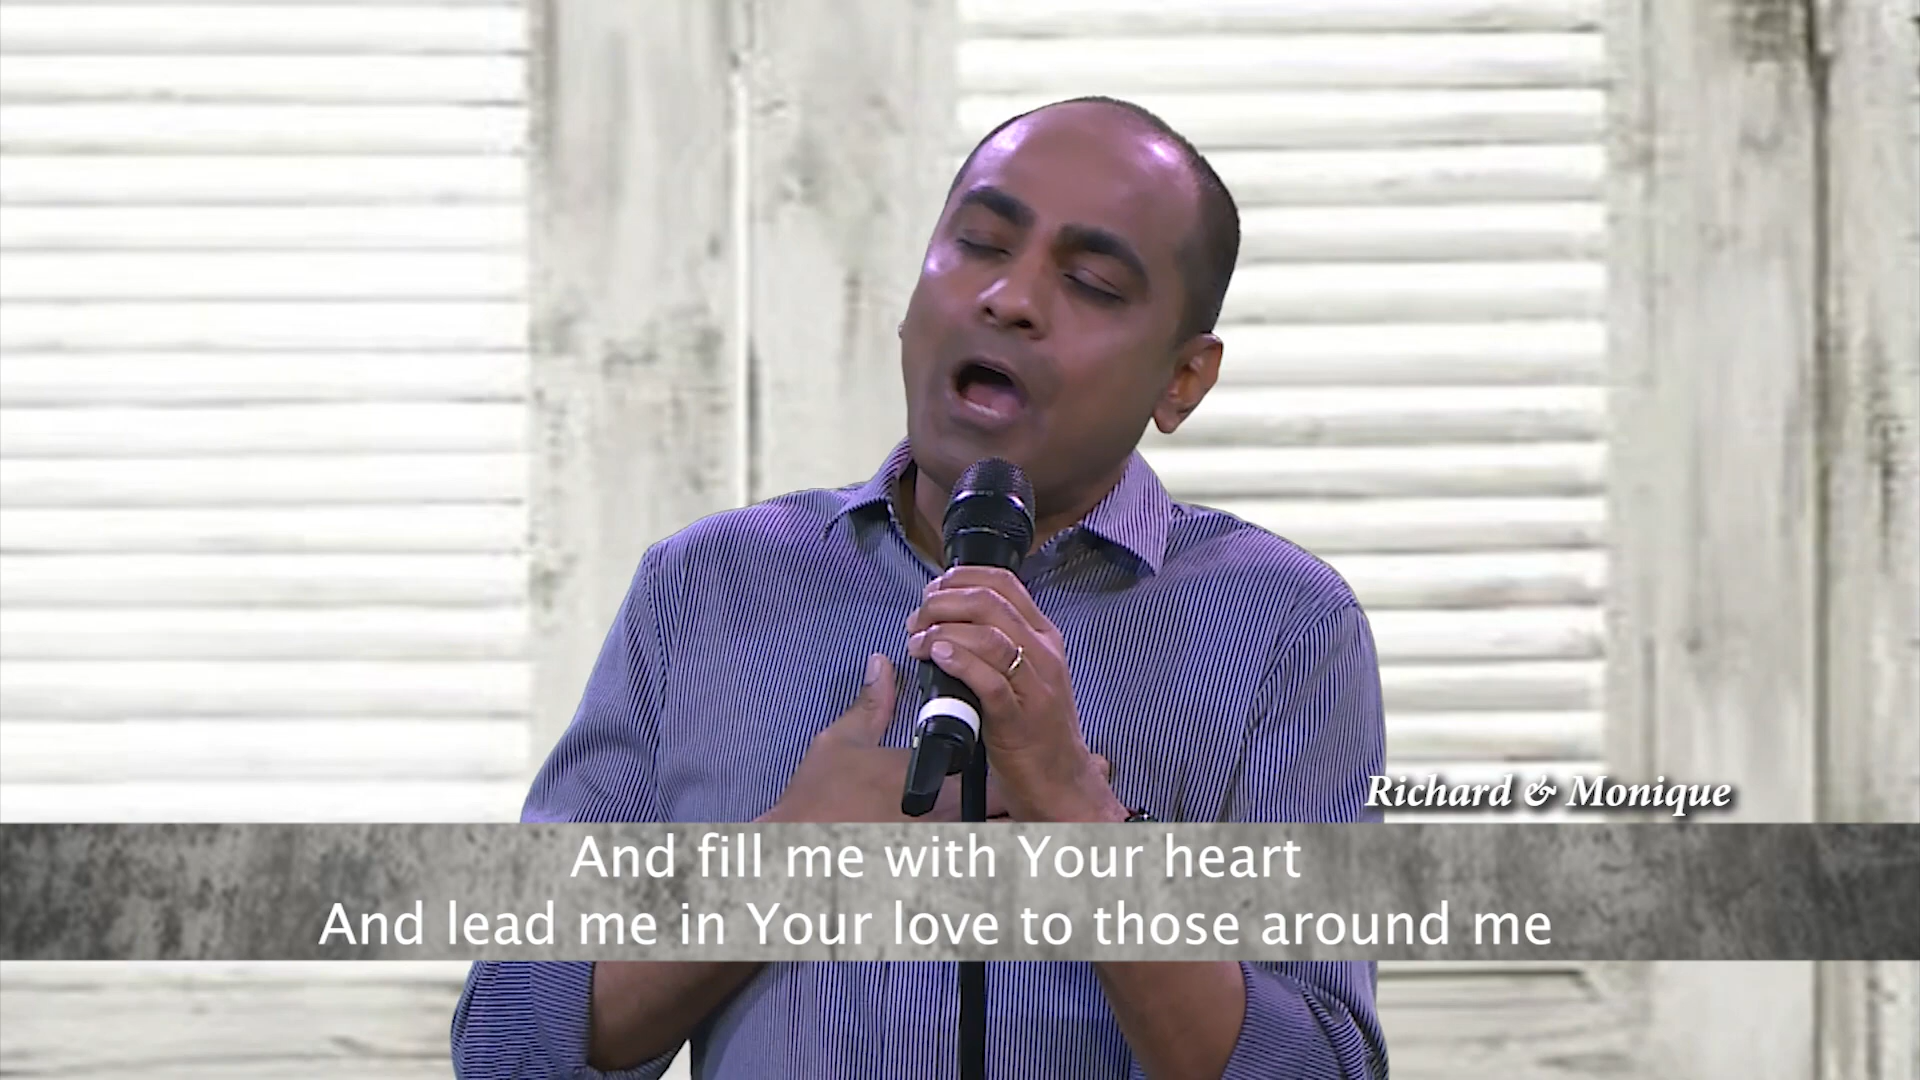 Richard & Monique
And fill me with Your heart
And lead me in Your love to those around me